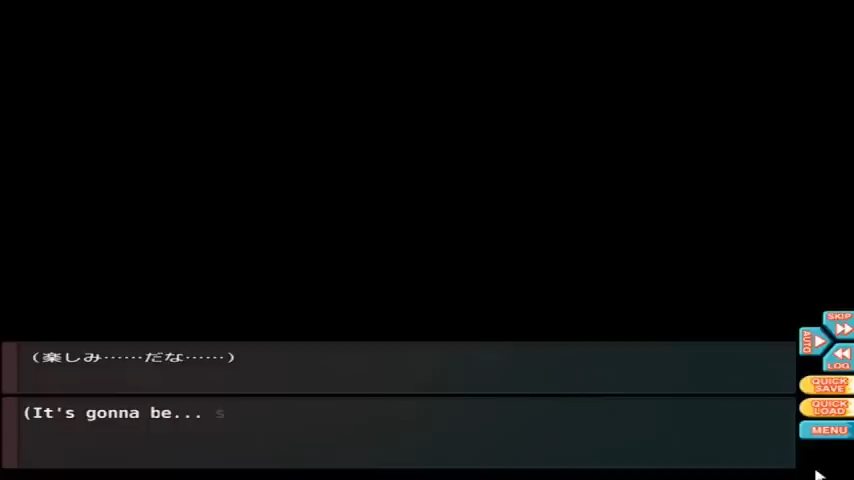 (楽しみ……だな……)
(It's gonna be... s
SKIP
AUTO
LOG
QUICK
SAVE
QUICK
LOAD
MENU